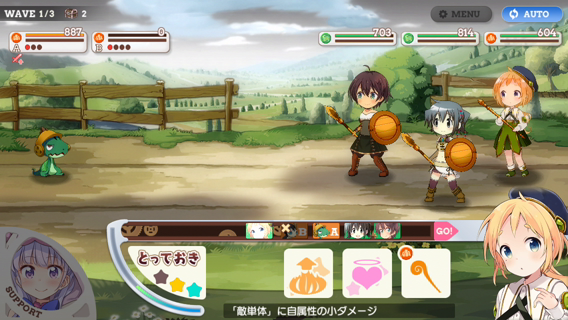 WAVE 1/3 2
MENU
AUTO
887
A
0
B
703
814
604
B
A
GO!
とっておき
SUPPORT
「敵単体」に自属性の小ダメージ